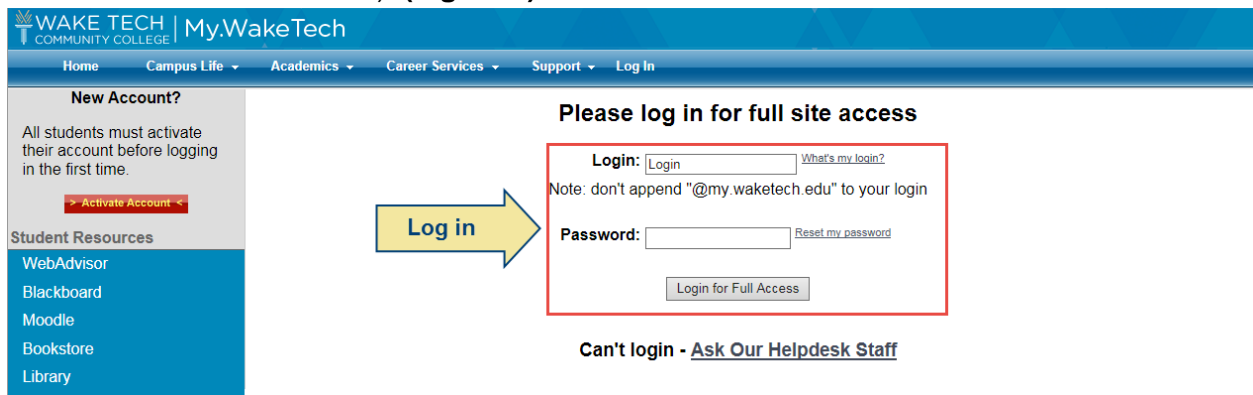 WAKE TECH
COMMUNITY COLLEGE
My.WakeTech
Home Campus Life Academics Career Services Support Log In
New Account?
All students must activate
their account before logging
in the first time.
> Activate Account <
Student Resources
WebAdvisor
Blackboard
Moodle
Bookstore
Library
Log in
Please log in for full site access
Login: Login What's my login?
Note: don't append "@my.waketech.edu" to your login
Password: Reset my password
Login for Full Access
Can't login - Ask Our Helpdesk Staff